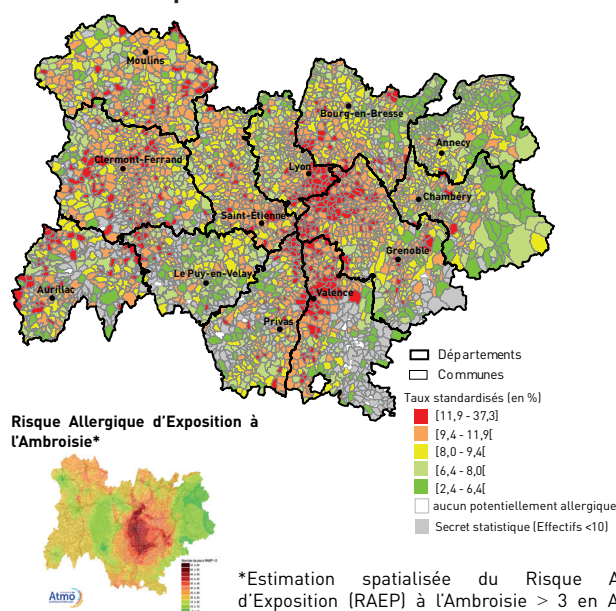 Moulins
Bourg-en-Bresse
Annecy
Clermont-Ferrand
Lyon
Chambéry
Saint-Étienne
Grenoble
Le Puy-en-Velay
Aurillac
Valence
Privas
Départements
Communes
Taux standardisés (en %)
[11,9 - 37,3]
[9,4 - 11,9[
[8,0 - 9,4[
[6,4 - 8,0[
[2,4 - 6,4[
aucun potentiellement allergique
Secret statistique (Effectifs <10)
Risque Allergique d'Exposition à
l'Ambroisie*
Atmo
*Estimation spatialisée du Risque A
d'Exposition (RAEP) à l'Ambroisie > 3 en A